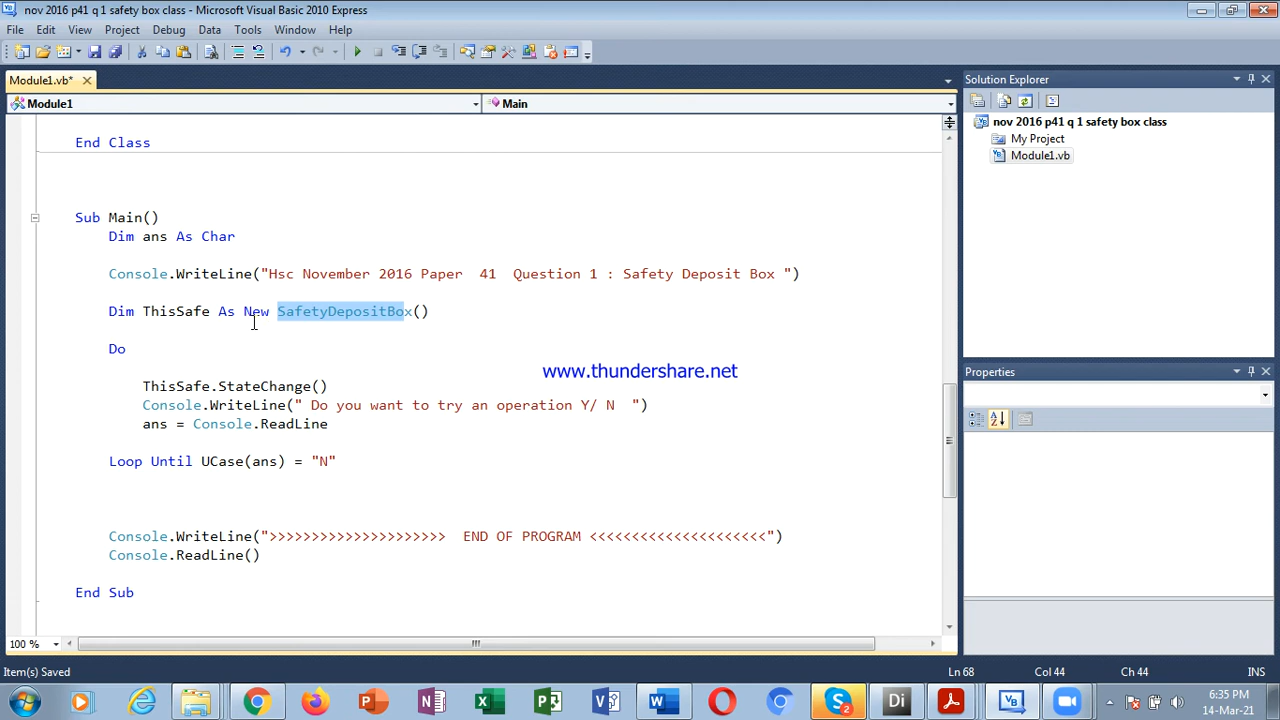 nov 2016 p41 q 1 safety box class - Microsoft Visual Basic 2010 Express
File Edit View Project Debug Data Tools Window Help
Module1.vb*
Module1 Main
End Class
Sub Main()
Dim ans As Char
Console.WriteLine("Hsc November 2016 Paper  41  Question 1 : Safety Deposit Box ")
Dim ThisSafe As New SafetyDepositBox()
Do
www.thundershare.net
ThisSafe.StateChange()
Console.WriteLine(" Do you want to try an operation Y/ N  ")
ans = Console.ReadLine
Loop Until UCase(ans) = "N"
Console.WriteLine(">>>>>>>>>>>>>>>>>>>>>  END OF PROGRAM <<<<<<<<<<<<<<<<<<<<<")
Console.ReadLine()
End Sub
100 %
Solution Explorer
nov 2016 p41 q 1 safety box class
My Project
Module1.vb
Properties
Item(s) Saved Ln 68 Col 44 Ch 44 INS
Di 2 6:35 PM
14-Mar-21